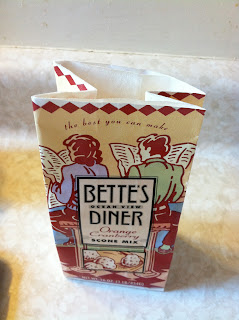 the best you can make
BETTE'S
OCEAN VIEW
DINER
Orange
Cranberry
SCONE MIX